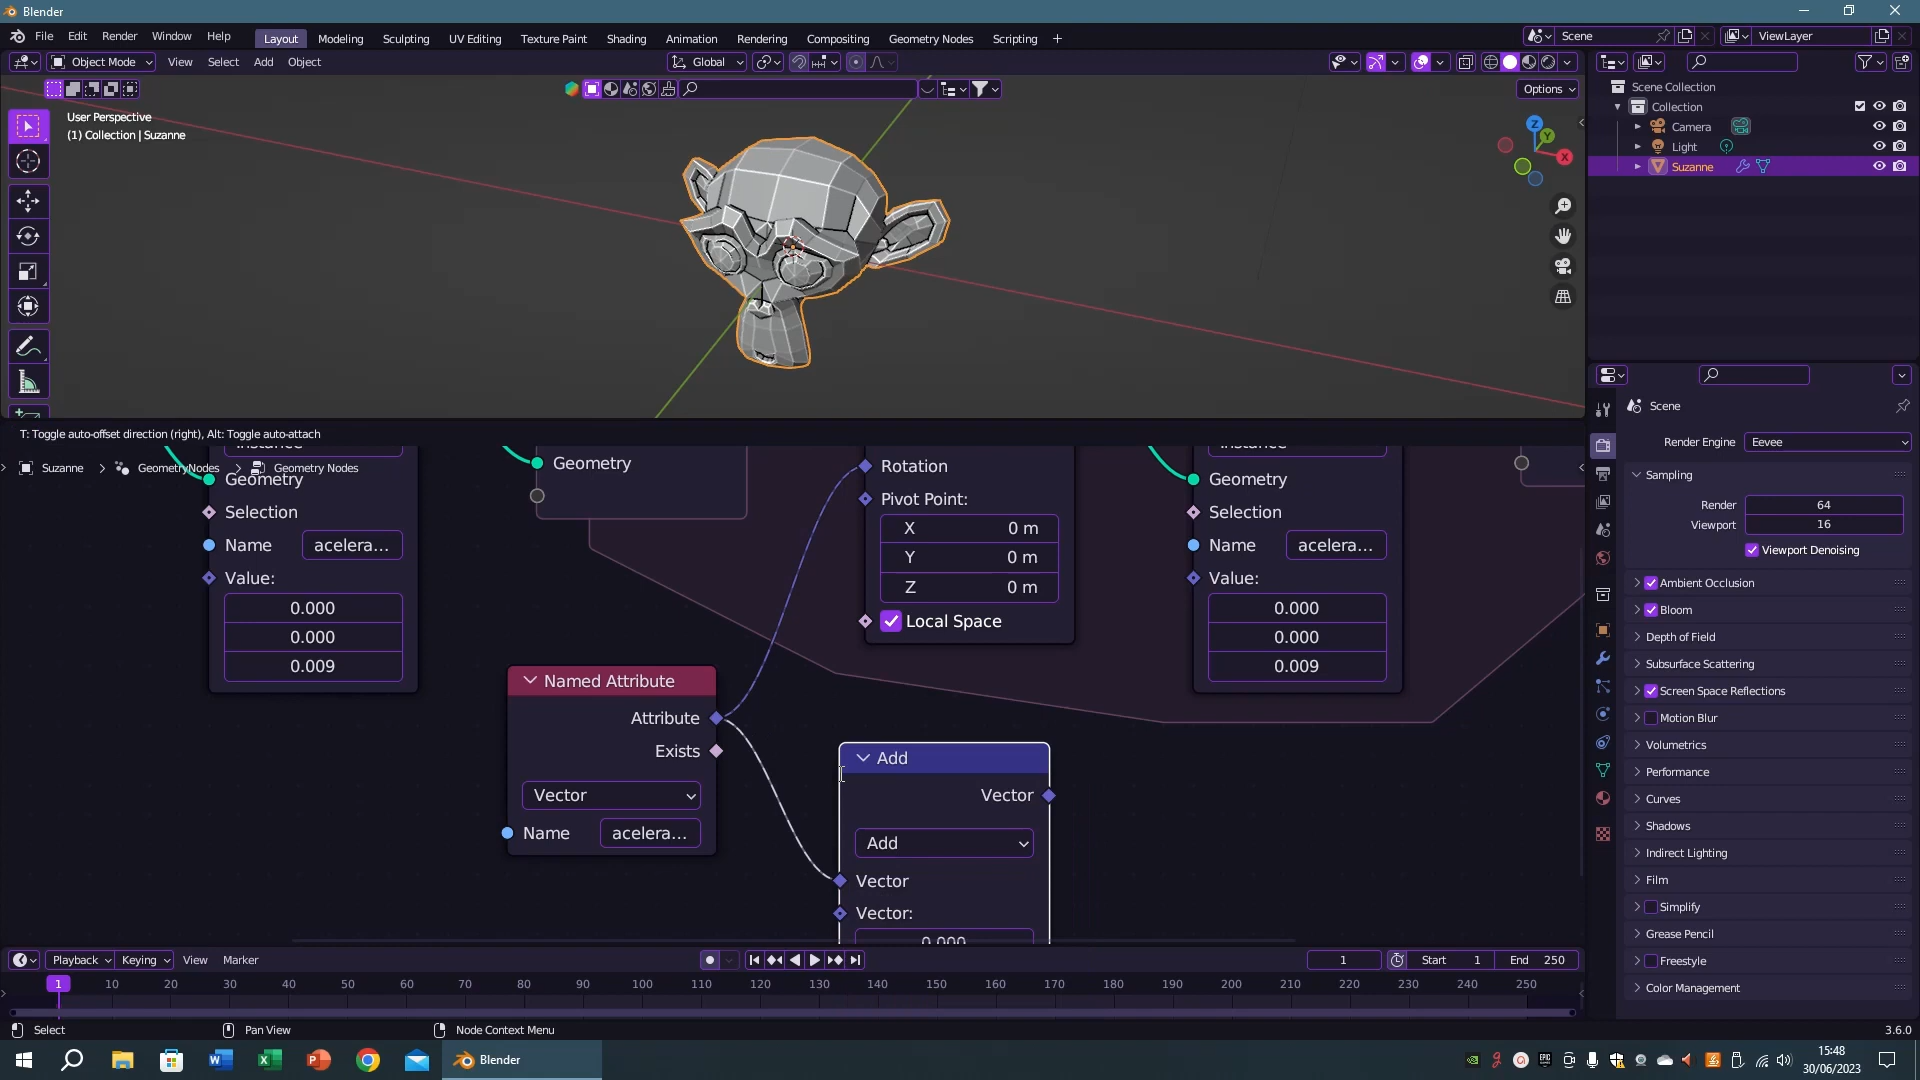 Blender
File Edit Render Window Help
Layout Modeling Sculpting UV Editing Texture Paint Shading Animation Rendering Compositing Geometry Nodes Scripting +
Scene
ViewLayer
Object Mode View Select Add Object
Global
Options
User Perspective
(1) Collection | Suzanne
Z
Y
X
Scene Collection
Collection
Camera
Light
Suzanne
T: Toggle auto-offset direction (right), Alt: Toggle auto-attach
Suzanne > GeometryNodes > Geometry Nodes
Instance
Geometry
Selection
Name acelera...
Value:
0.000
0.000
0.009
Geometry
Rotation
Pivot Point:
X 0 m
Y 0 m
Z 0 m
Local Space
Instance
Geometry
Selection
Name acelera...
Value:
0.000
0.000
0.009
Named Attribute
Attribute
Exists
Vector
Name acelera...
Add
Vector
Add
Vector
Vector:
0.000
Scene
Render Engine Eevee
Sampling
Render 64
Viewport 16
Viewport Denoising
Ambient Occlusion
Bloom
Depth of Field
Subsurface Scattering
Screen Space Reflections
Motion Blur
Volumetrics
Performance
Curves
Shadows
Indirect Lighting
Film
Simplify
Grease Pencil
Freestyle
Color Management
Playback Keying View Marker
1
Start 1 End 250
1 10 20 30 40 50 60 70 80 90 100 110 120 130 140 150 160 170 180 190 200 210 220 230 240 250
Select Pan View Node Context Menu
3.6.0
Blender
15:48
30/06/2023